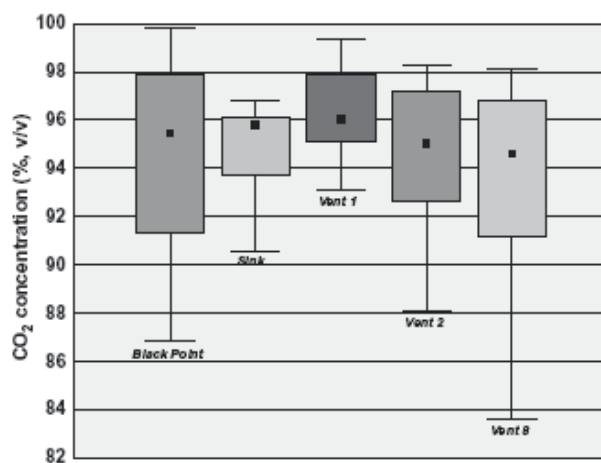 CO2 concentration (%, v/v)
100
98
96
94
92
90
88
86
84
82
Black Point
Sink
Vent 1
Vent 2
Vent 8